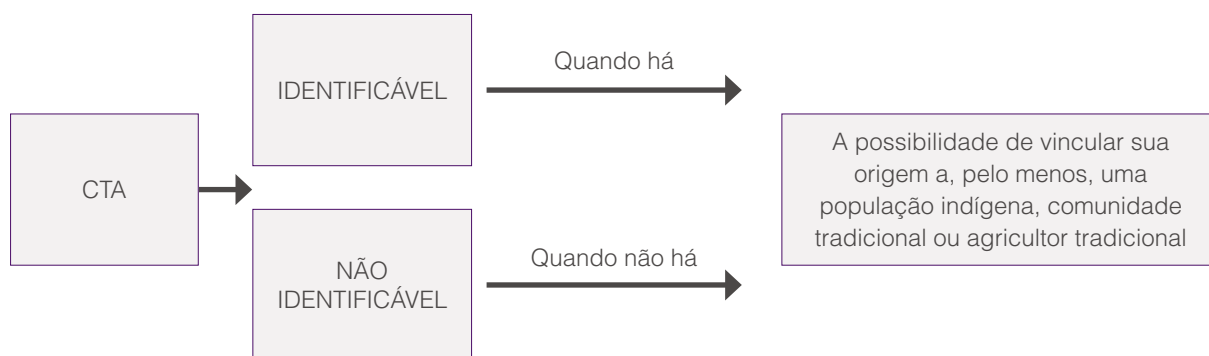 CTA
IDENTIFICÁVEL
Quando há
NÃO
IDENTIFICÁVEL
Quando não há
A possibilidade de vincular sua
origem a, pelo menos, uma
população indígena, comunidade
tradicional ou agricultor tradicional